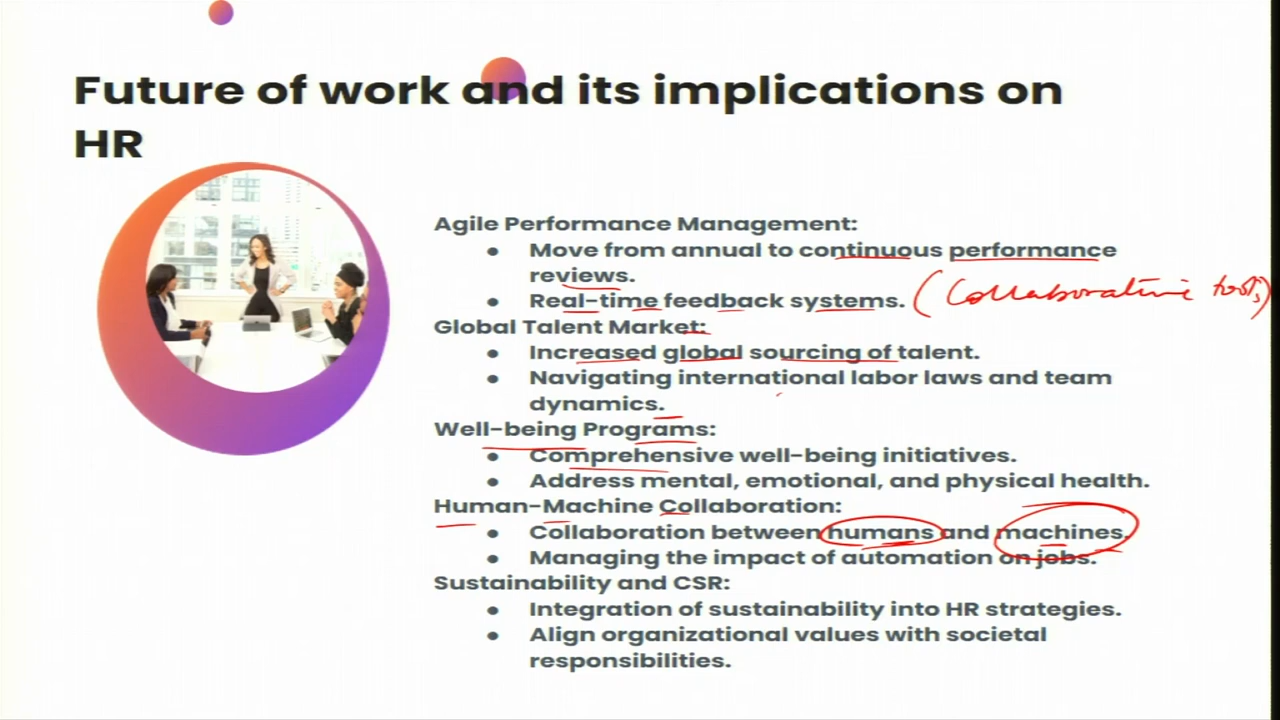 Future of work and its implications on
HR
Agile Performance Management:
● Move from annual to continuous performance
reviews.
● Real-time feedback systems. (Collaborative tools)
Global Talent Market:
● Increased global sourcing of talent.
● Navigating international labor laws and team
dynamics.
Well-being Programs:
● Comprehensive well-being initiatives.
● Address mental, emotional, and physical health.
Human-Machine Collaboration:
● Collaboration between humans and machines.
● Managing the impact of automation on jobs.
Sustainability and CSR:
● Integration of sustainability into HR strategies.
● Align organizational values with societal
responsibilities.